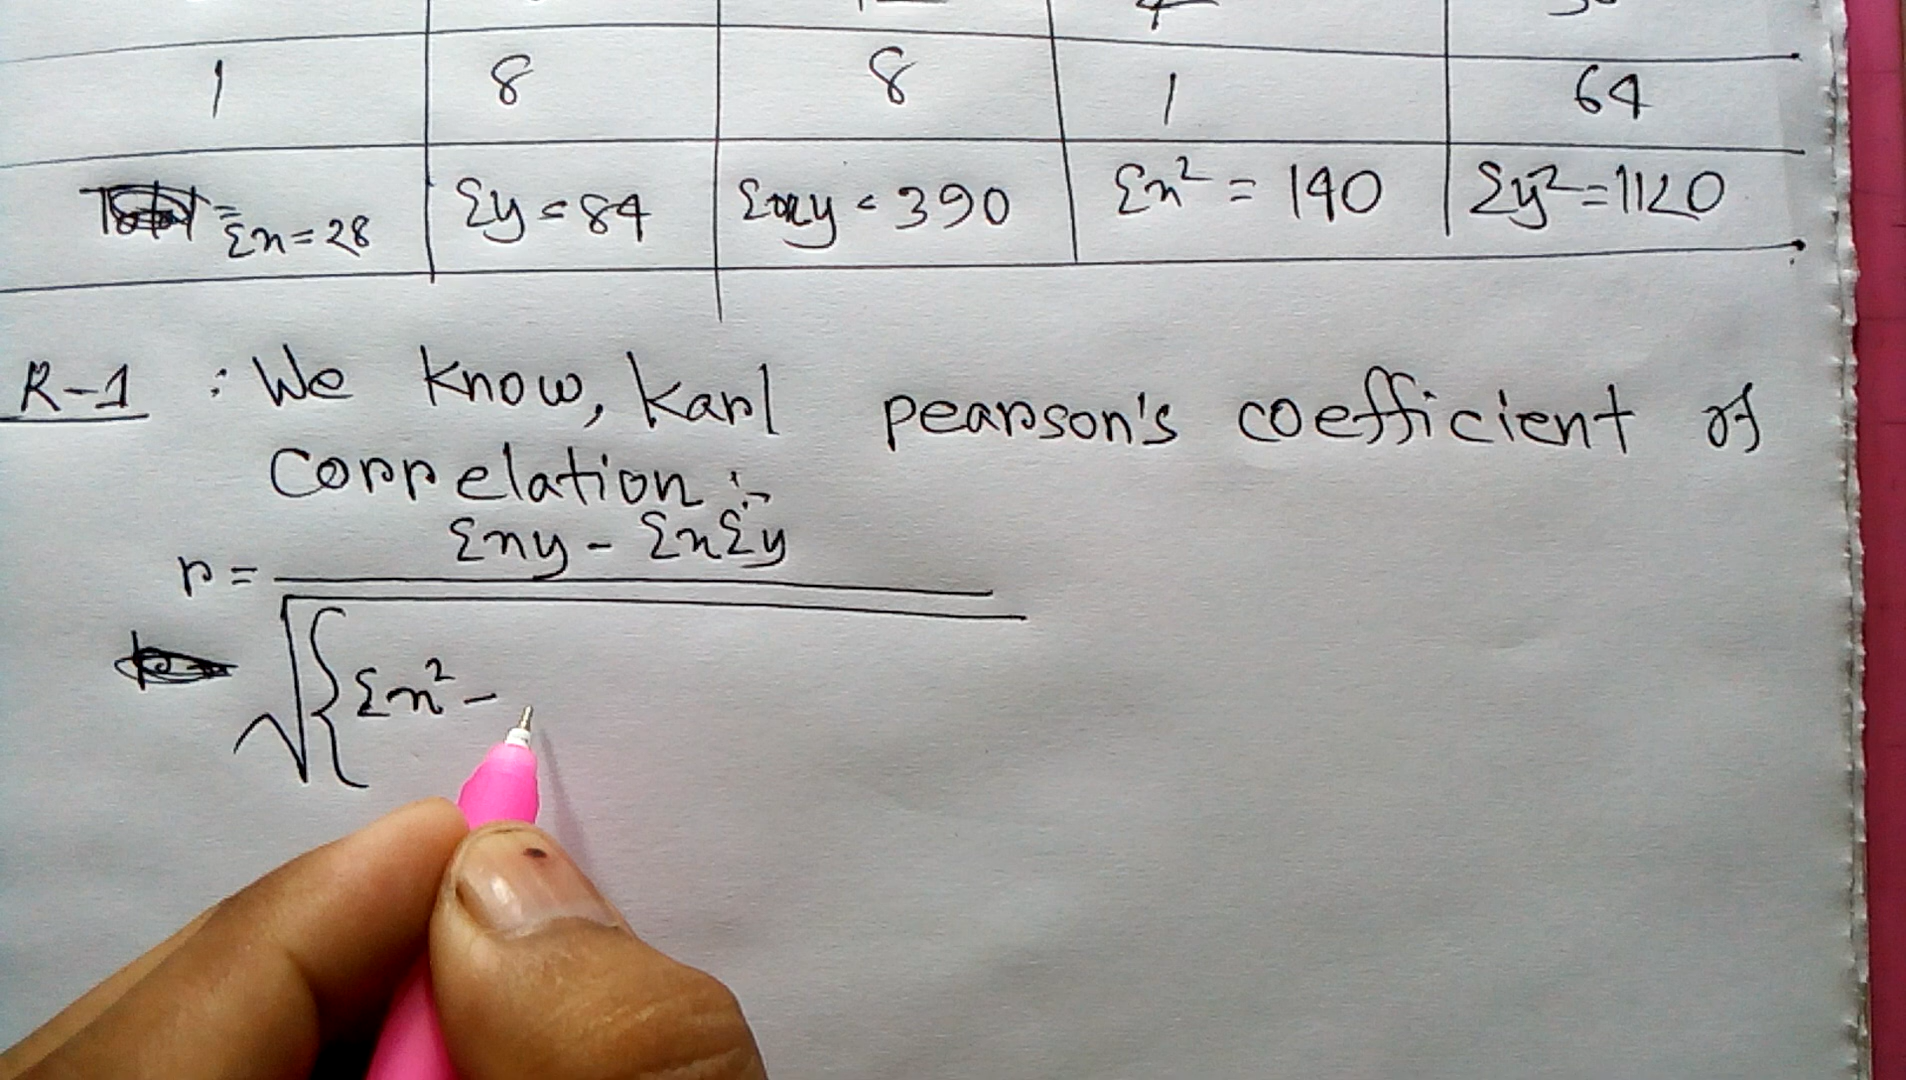 1 8 8 1 64
Σx=28 Σy=84 Σxy=390 Σx²=140 Σy²=1120
R-1 : We know, Karl pearson's coefficient of
Correlation :-
Σxy - ΣxΣy
r =
√{Σx² -